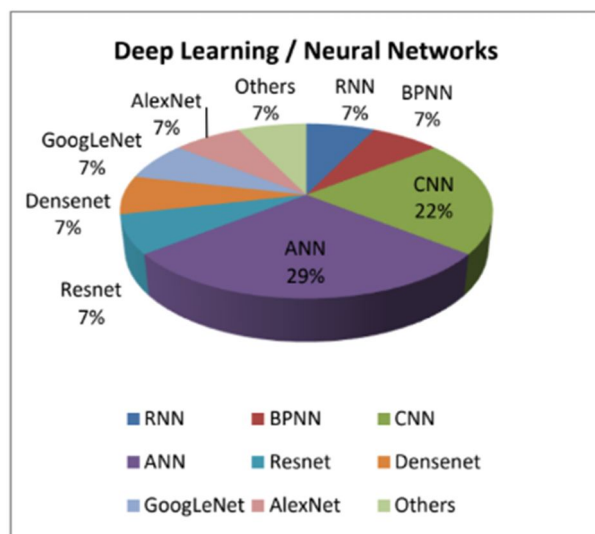 Deep Learning / Neural Networks
Others
7%
RNN
7%
BPNN
7%
AlexNet
7%
GoogLeNet
7%
CNN
22%
Densenet
7%
ANN
29%
Resnet
7%
RNN BPNN CNN
ANN Resnet Densenet
GoogLeNet AlexNet Others